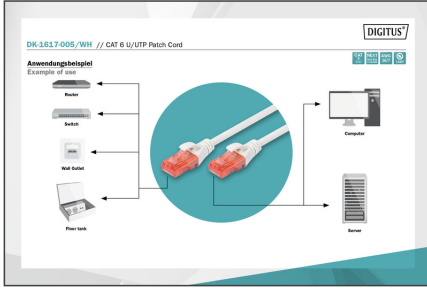 DIGITUS®
DK-1617-005/WH // CAT 6 U/UTP Patch Cord
Anwendungsbeispiel
Example of use
Router
Switch
Wall Outlet
Floor tank
Computer
Server